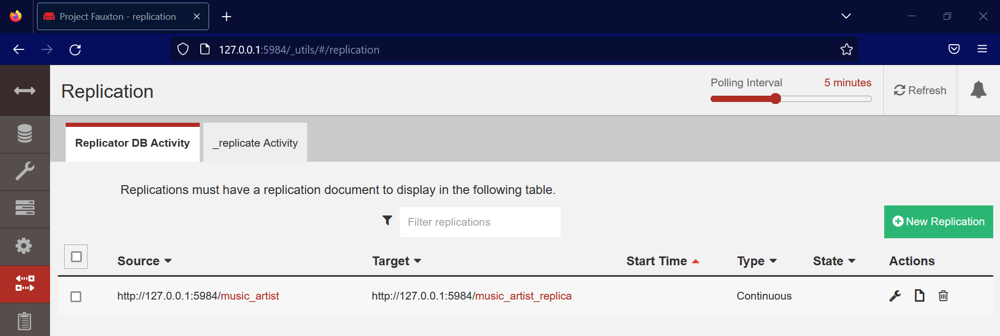 Project Fauxton - replication
127.0.0.1:5984/_utils/#/replication
Replication
Polling Interval 5 minutes
Refresh
Replicator DB Activity
_replicate Activity
Replications must have a replication document to display in the following table.
Filter replications
New Replication
Source Target Start Time Type State Actions
http://127.0.0.1:5984/music_artist http://127.0.0.1:5984/music_artist_replica Continuous